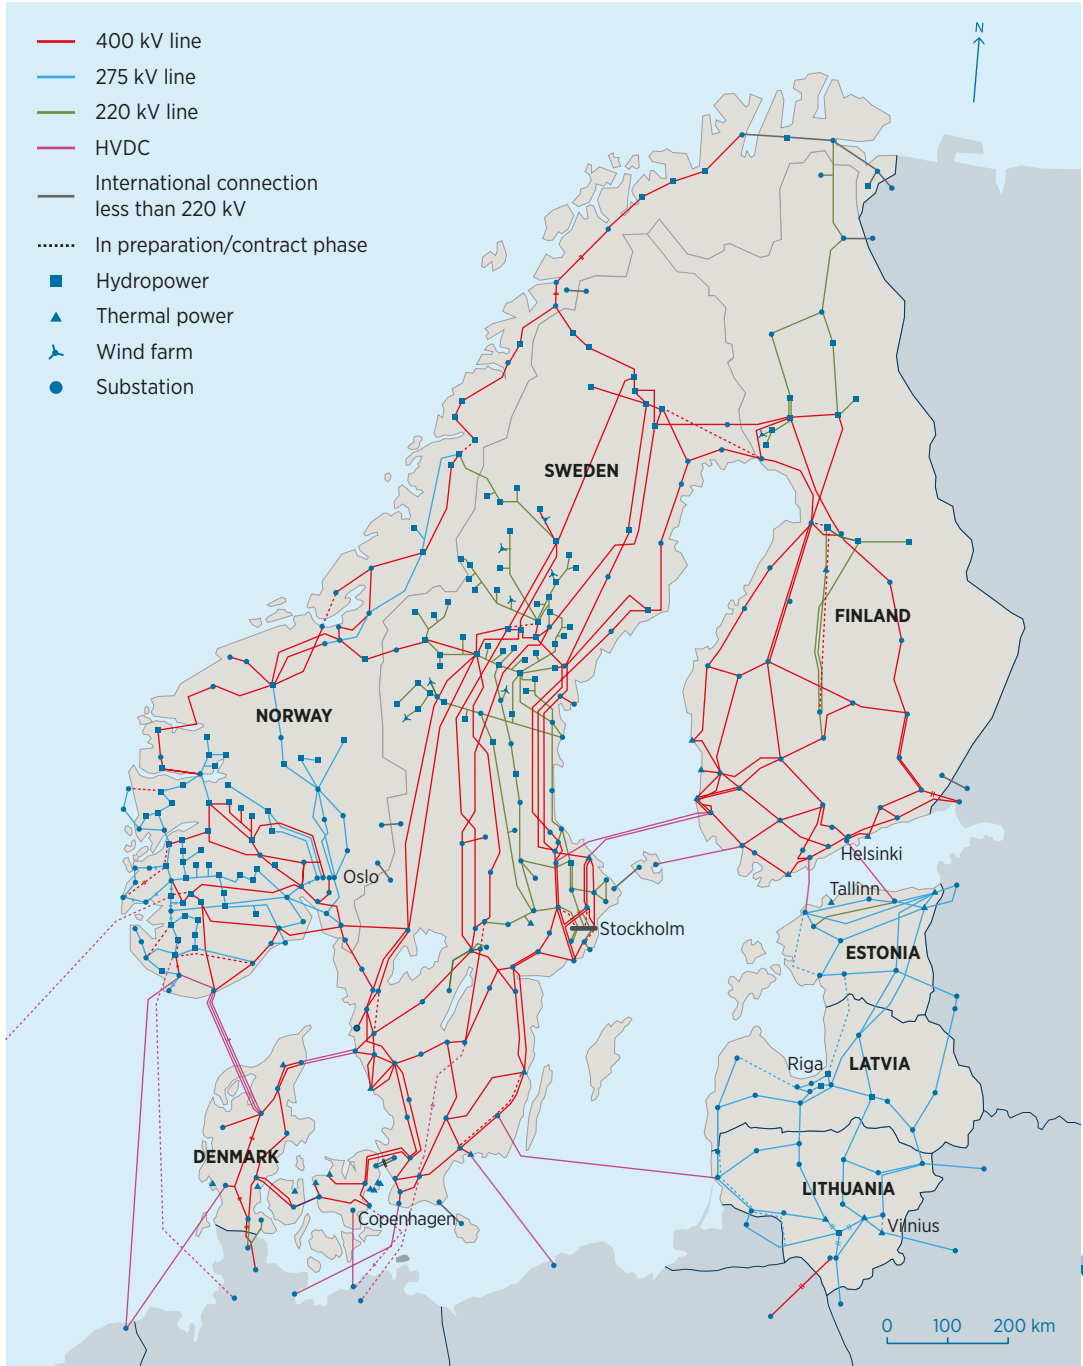 400 kV line
275 kV line
220 kV line
HVDC
International connection
less than 220 kV
In preparation/contract phase
Hydropower
Thermal power
Wind farm
Substation
N
SWEDEN
FINLAND
NORWAY
Oslo
Helsinki
Tallinn
Stockholm
ESTONIA
Riga
LATVIA
DENMARK
LITHUANIA
Copenhagen
Vilnius
0 100 200 km